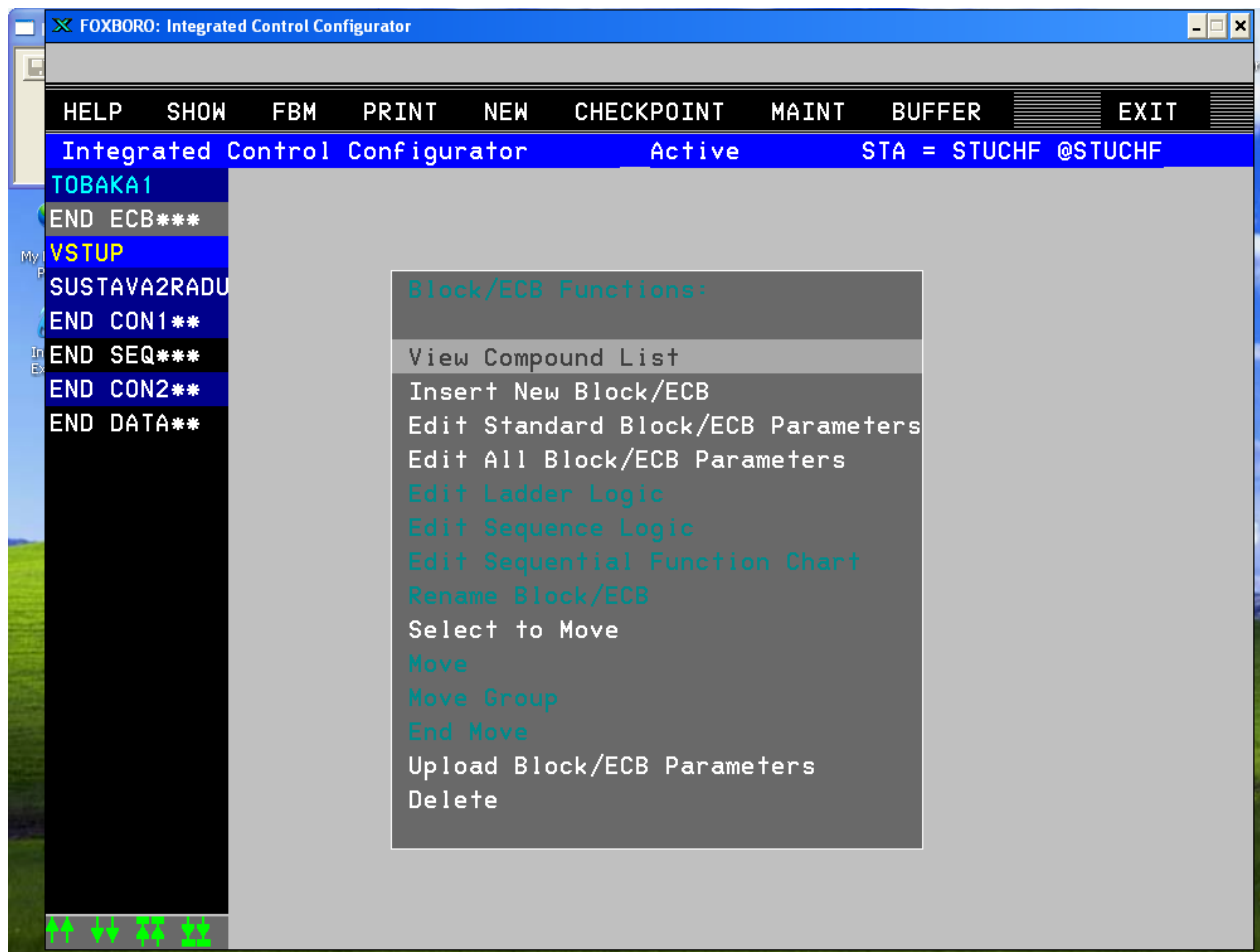 FOXBORO: Integrated Control Configurator
HELP SHOW FBM PRINT NEW CHECKPOINT MAINT BUFFER EXIT
Integrated Control Configurator Active STA = STUCHF @STUCHF
TOBAKA1
END ECB***
VSTUP
SUSTAVA2RADU
END CON1**
END SEQ***
END CON2**
END DATA**
My
Block/ECB Functions:
View Compound List
Insert New Block/ECB
Edit Standard Block/ECB Parameters
Edit All Block/ECB Parameters
Edit Ladder Logic
Edit Sequence Logic
Edit Sequential Function Chart
Rename Block/ECB
Select to Move
Move
Move Group
End Move
Upload Block/ECB Parameters
Delete